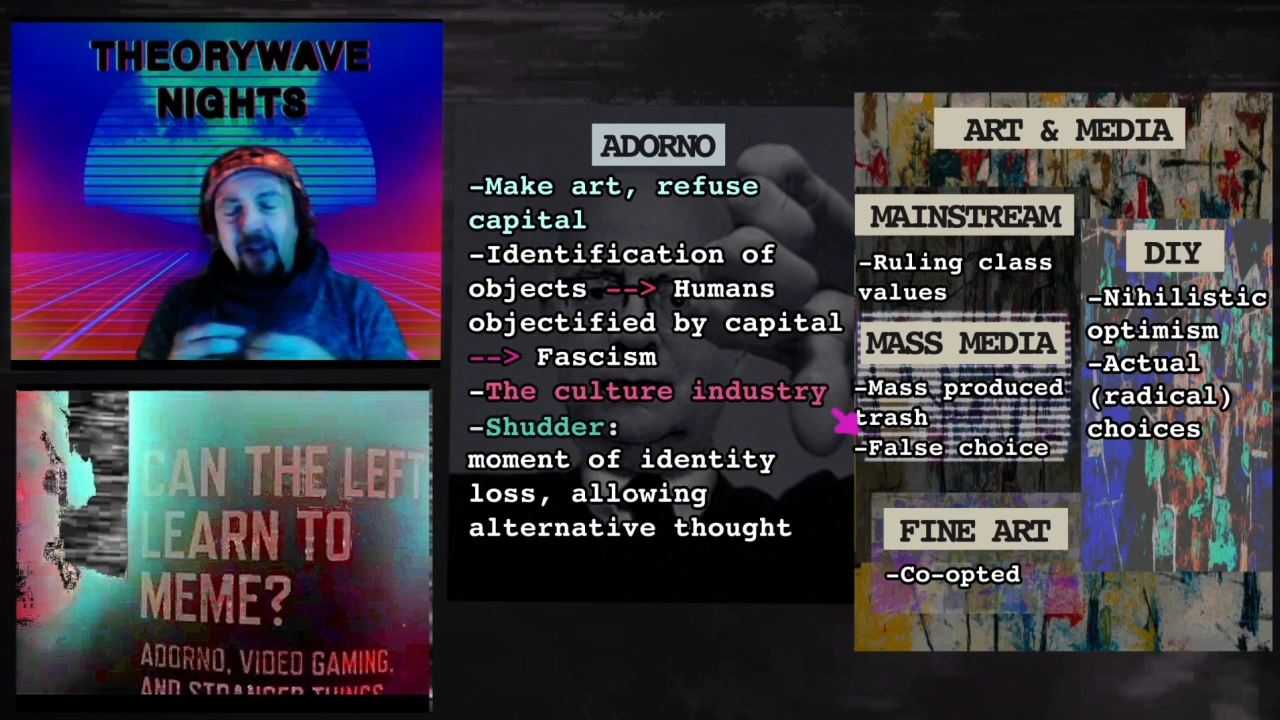 THEORYWAVE
NIGHTS
CAN THE LEFT
LEARN TO
MEME?
ADORNO, VIDEO GAMING,
AND STRANGER THINGS
ADORNO
-Make art, refuse
capital
-Identification of
objects --> Humans
objectified by capital
--> Fascism
-The culture industry
-Shudder:
moment of identity
loss, allowing
alternative thought
ART & MEDIA
MAINSTREAM
-Ruling class
values
MASS MEDIA
-Mass produced
trash
-False choice
FINE ART
-Co-opted
DIY
-Nihilistic
optimism
-Actual
(radical)
choices